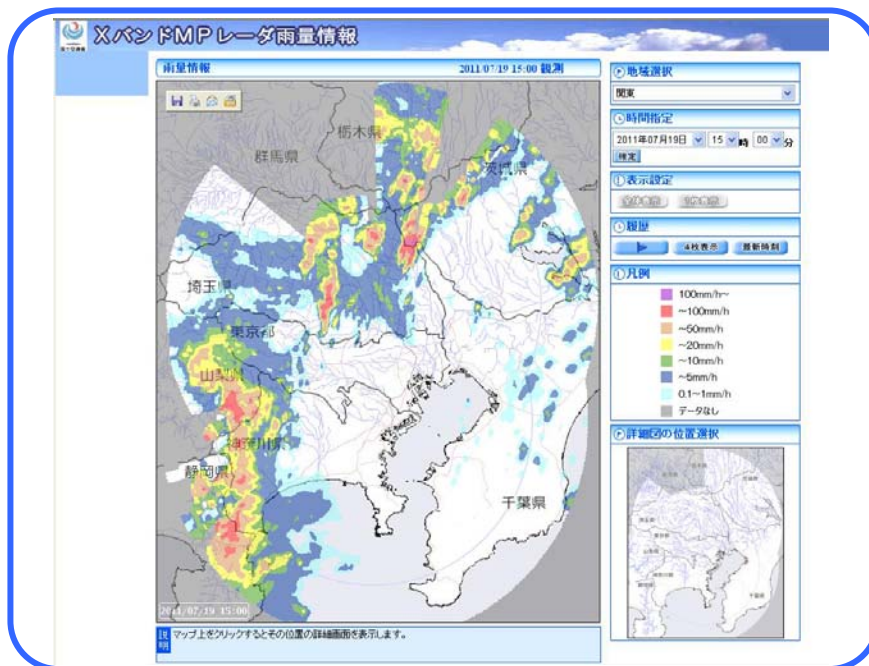 XバンドMPレーダ雨量情報
雨量情報
2011/07/19 15:00 観測
栃木県
群馬県
茨城県
埼玉県
東京都
山梨県
神奈川県
静岡県
千葉県
2011/07/19 15:00
説明
マップ上をクリックするとその位置の詳細画面を表示します。
地域選択
関東
時間指定
2011年07月19日 15 時 00 分
確定
表示設定
全体表示
履歴
4枚表示 最新時刻
凡例
100mm/h~
~100mm/h
~50mm/h
~20mm/h
~10mm/h
~5mm/h
0.1~1mm/h
データなし
詳細図の位置選択